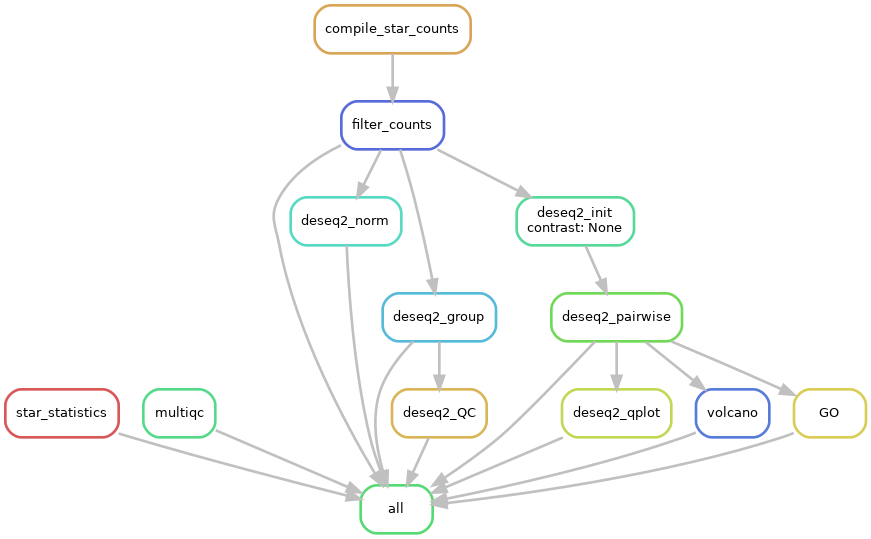 compile_star_counts
filter_counts
deseq2_norm
deseq2_init
contrast: None
deseq2_group
deseq2_pairwise
star_statistics
multiqc
deseq2_QC
deseq2_qplot
volcano
GO
all